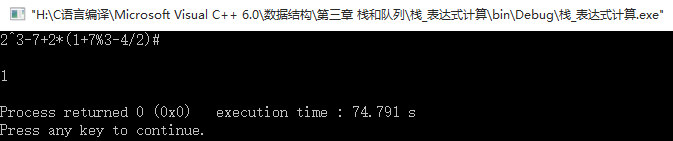 "H:\C语言编译\Microsoft Visual C++ 6.0\数据结构\第三章 栈和队列\栈_表达式计算\bin\Debug\栈_表达式计算.exe"
2^3-7+2*(1+7%3-4/2)#
1
Process returned 0 (0x0)   execution time : 74.791 s
Press any key to continue.